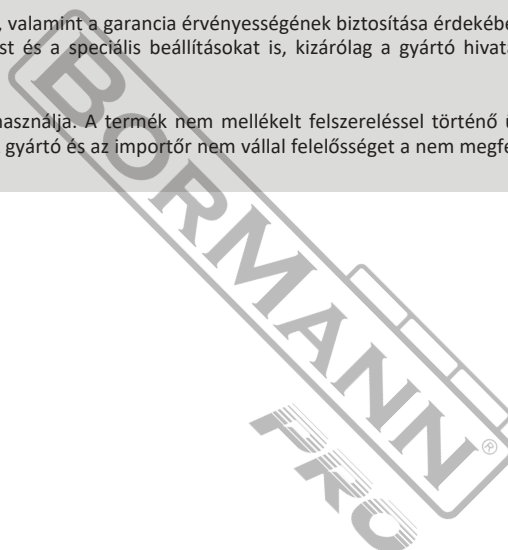 , valamint a garancia érvényességének biztosítása érdekébe
st és a speciális beállításokat is, kizárólag a gyártó hivata
használja. A termék nem mellékelt felszereléssel történő ü
gyártó és az importőr nem vállal felelősséget a nem megfe
BORMANN®
PRO